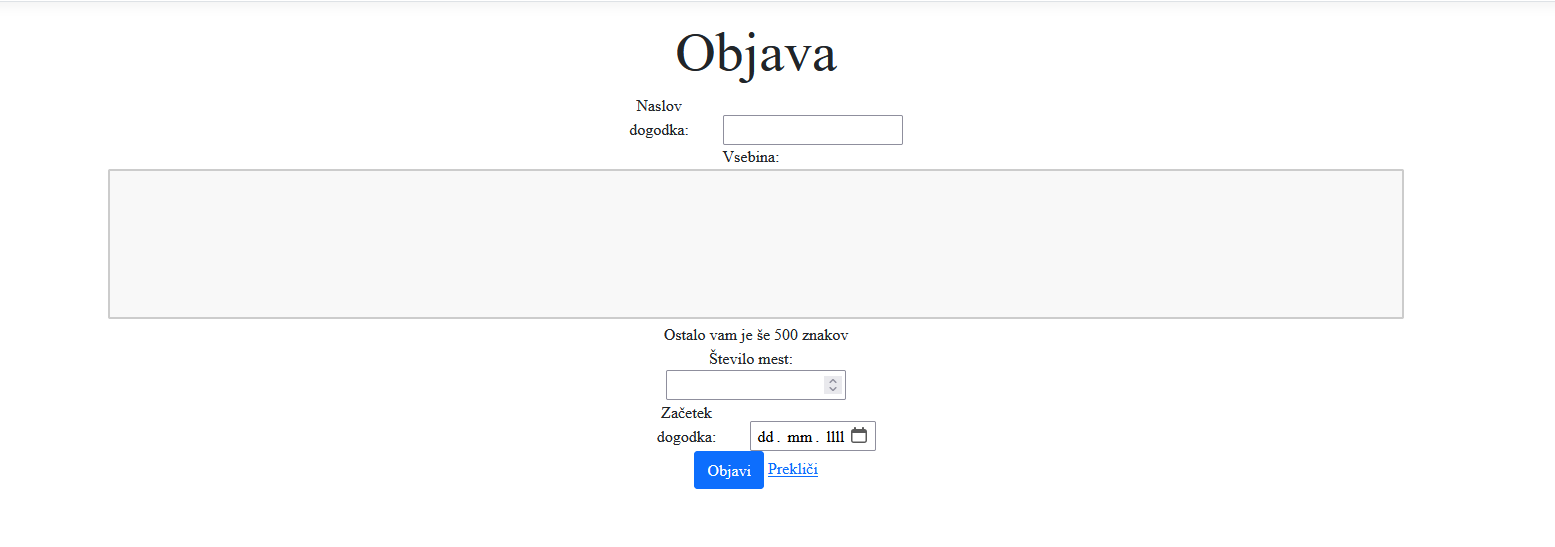 Objava
Naslov
dogodka:
Vsebina:
Ostalo vam je še 500 znakov
Število mest:
Začetek
dogodka:
dd. mm. llll
Objavi Prekliči